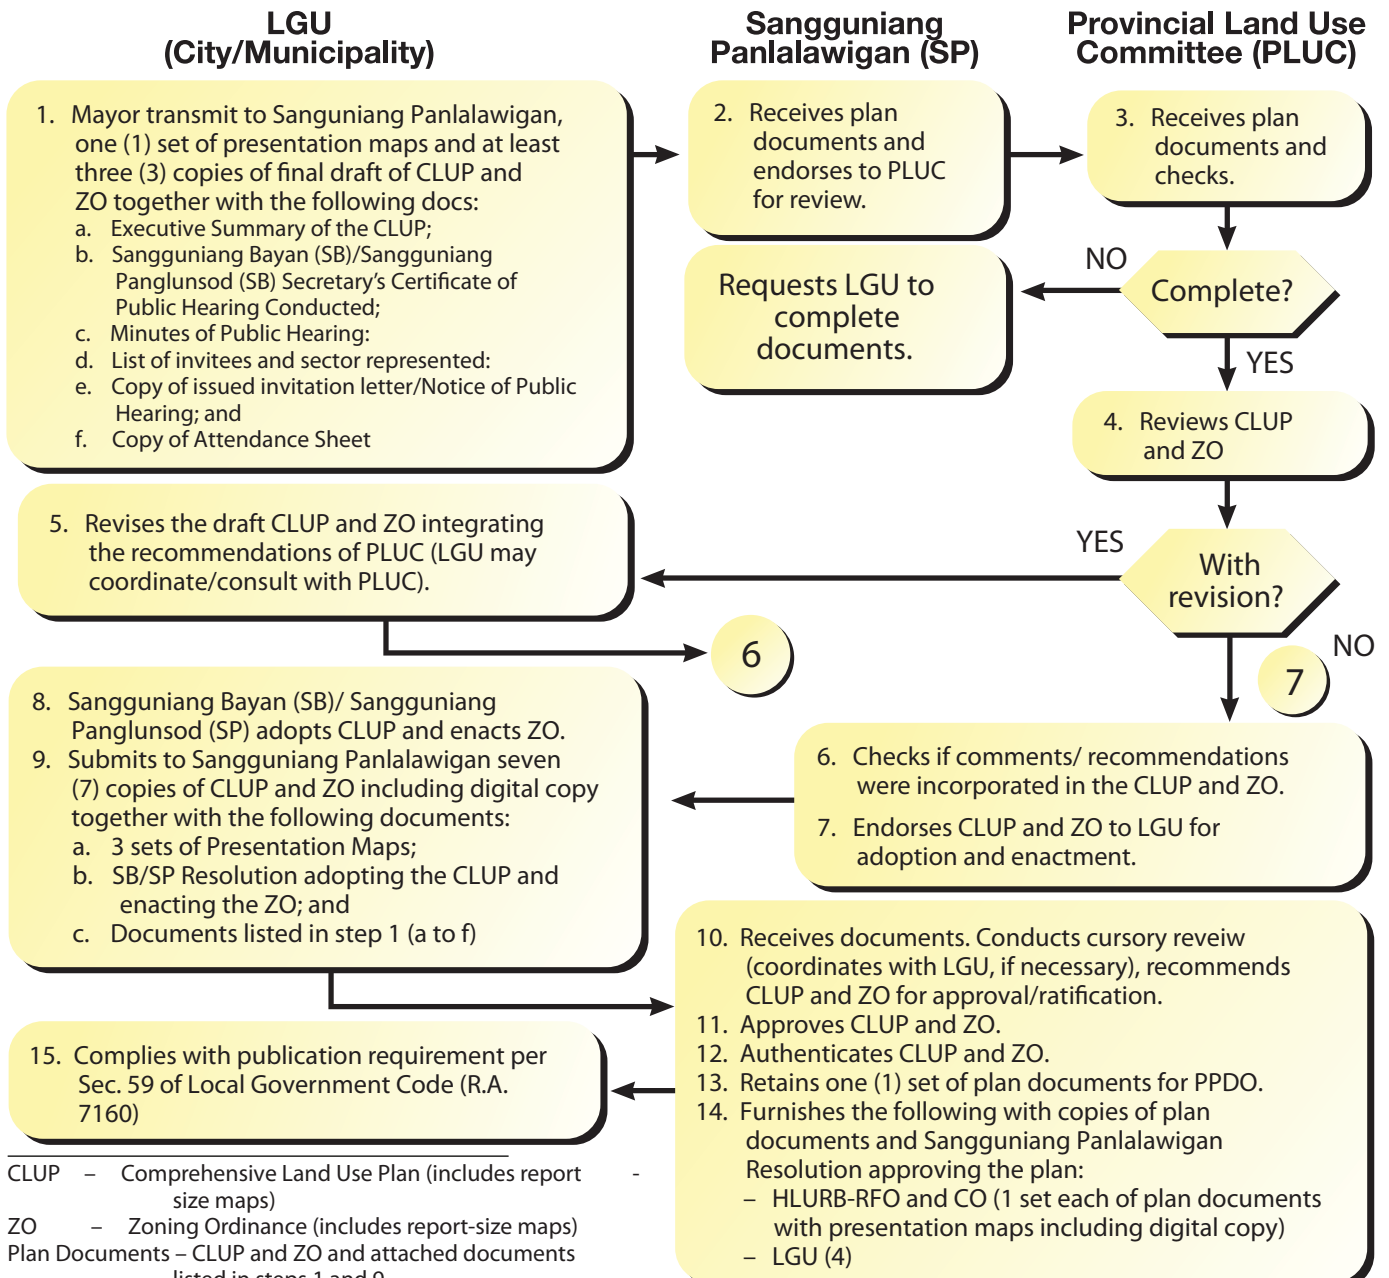 LGU
(City/Municipality)
Sangguniang
Panlalawigan (SP)
Provincial Land Use
Committee (PLUC)
1. Mayor transmit to Sanguniang Panlalawigan,
one (1) set of presentation maps and at least
three (3) copies of final draft of CLUP and
ZO together with the following docs:
a. Executive Summary of the CLUP;
b. Sangguniang Bayan (SB)/Sangguniang
Panglunsod (SB) Secretary’s Certificate of
Public Hearing Conducted;
c. Minutes of Public Hearing:
d. List of invitees and sector represented:
e. Copy of issued invitation letter/Notice of Public
Hearing; and
f. Copy of Attendance Sheet
2. Receives plan
documents and
endorses to PLUC
for review.
3. Receives plan
documents and
checks.
NO
Complete?
Requests LGU to
complete
documents.
YES
4. Reviews CLUP
and ZO
5. Revises the draft CLUP and ZO integrating
the recommendations of PLUC (LGU may
coordinate/consult with PLUC).
YES
With
revision?
6
NO
7
8. Sangguniang Bayan (SB)/ Sangguniang
Panglunsod (SP) adopts CLUP and enacts ZO.
9. Submits to Sangguniang Panlalawigan seven
(7) copies of CLUP and ZO including digital copy
together with the following documents:
a. 3 sets of Presentation Maps;
b. SB/SP Resolution adopting the CLUP and
enacting the ZO; and
c. Documents listed in step 1 (a to f)
6. Checks if comments/ recommendations
were incorporated in the CLUP and ZO.
7. Endorses CLUP and ZO to LGU for
adoption and enactment.
10. Receives documents. Conducts cursory reveiw
(coordinates with LGU, if necessary), recommends
CLUP and ZO for approval/ratification.
11. Approves CLUP and ZO.
12. Authenticates CLUP and ZO.
13. Retains one (1) set of plan documents for PPDO.
14. Furnishes the following with copies of plan
documents and Sangguniang Panlalawigan
Resolution approving the plan:
– HLURB-RFO and CO (1 set each of plan documents
with presentation maps including digital copy)
– LGU (4)
15. Complies with publication requirement per
Sec. 59 of Local Government Code (R.A.
7160)
CLUP – Comprehensive Land Use Plan (includes report -
size maps)
ZO – Zoning Ordinance (includes report-size maps)
Plan Documents – CLUP and ZO and attached documents
listed in steps 1 and 9